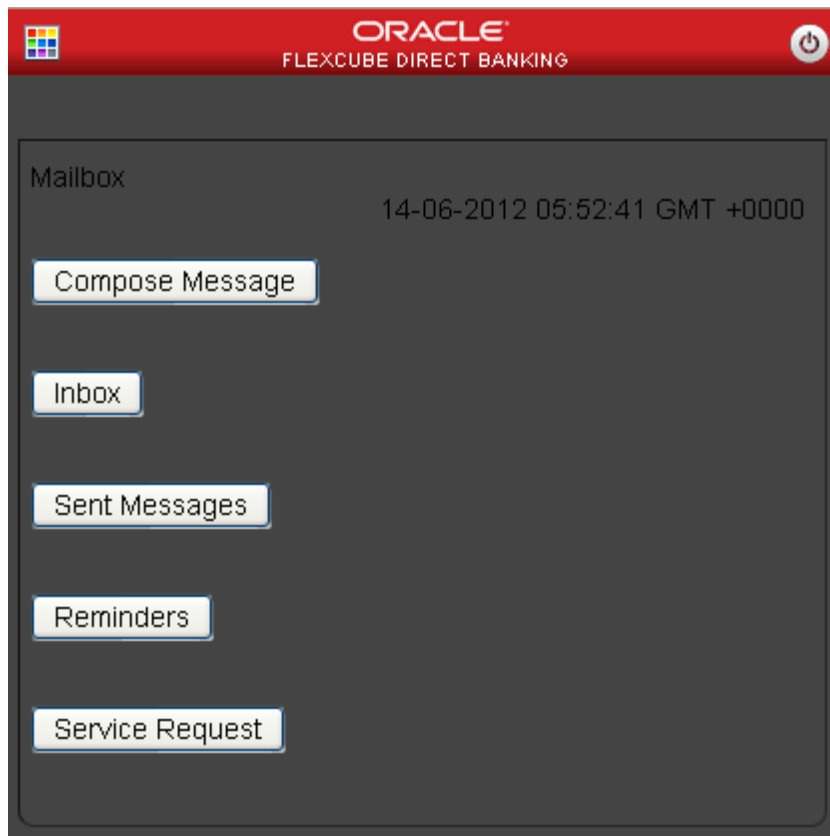 ORACLE
FLEXCUBE DIRECT BANKING
Mailbox
14-06-2012 05:52:41 GMT +0000
Compose Message
Inbox
Sent Messages
Reminders
Service Request